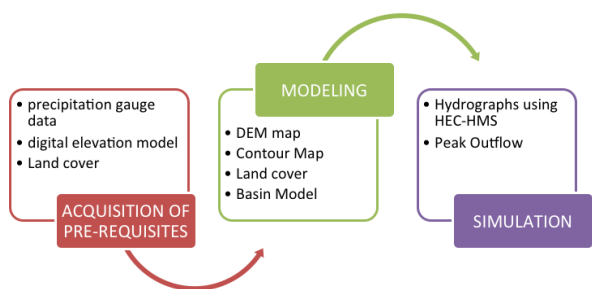 • precipitation gauge
data
• digital elevation model
• Land cover
ACQUISITION OF
PRE-REQUISITES
MODELING
• DEM map
• Contour Map
• Land cover
• Basin Model
• Hydrographs using
HEC-HMS
• Peak Outflow
SIMULATION